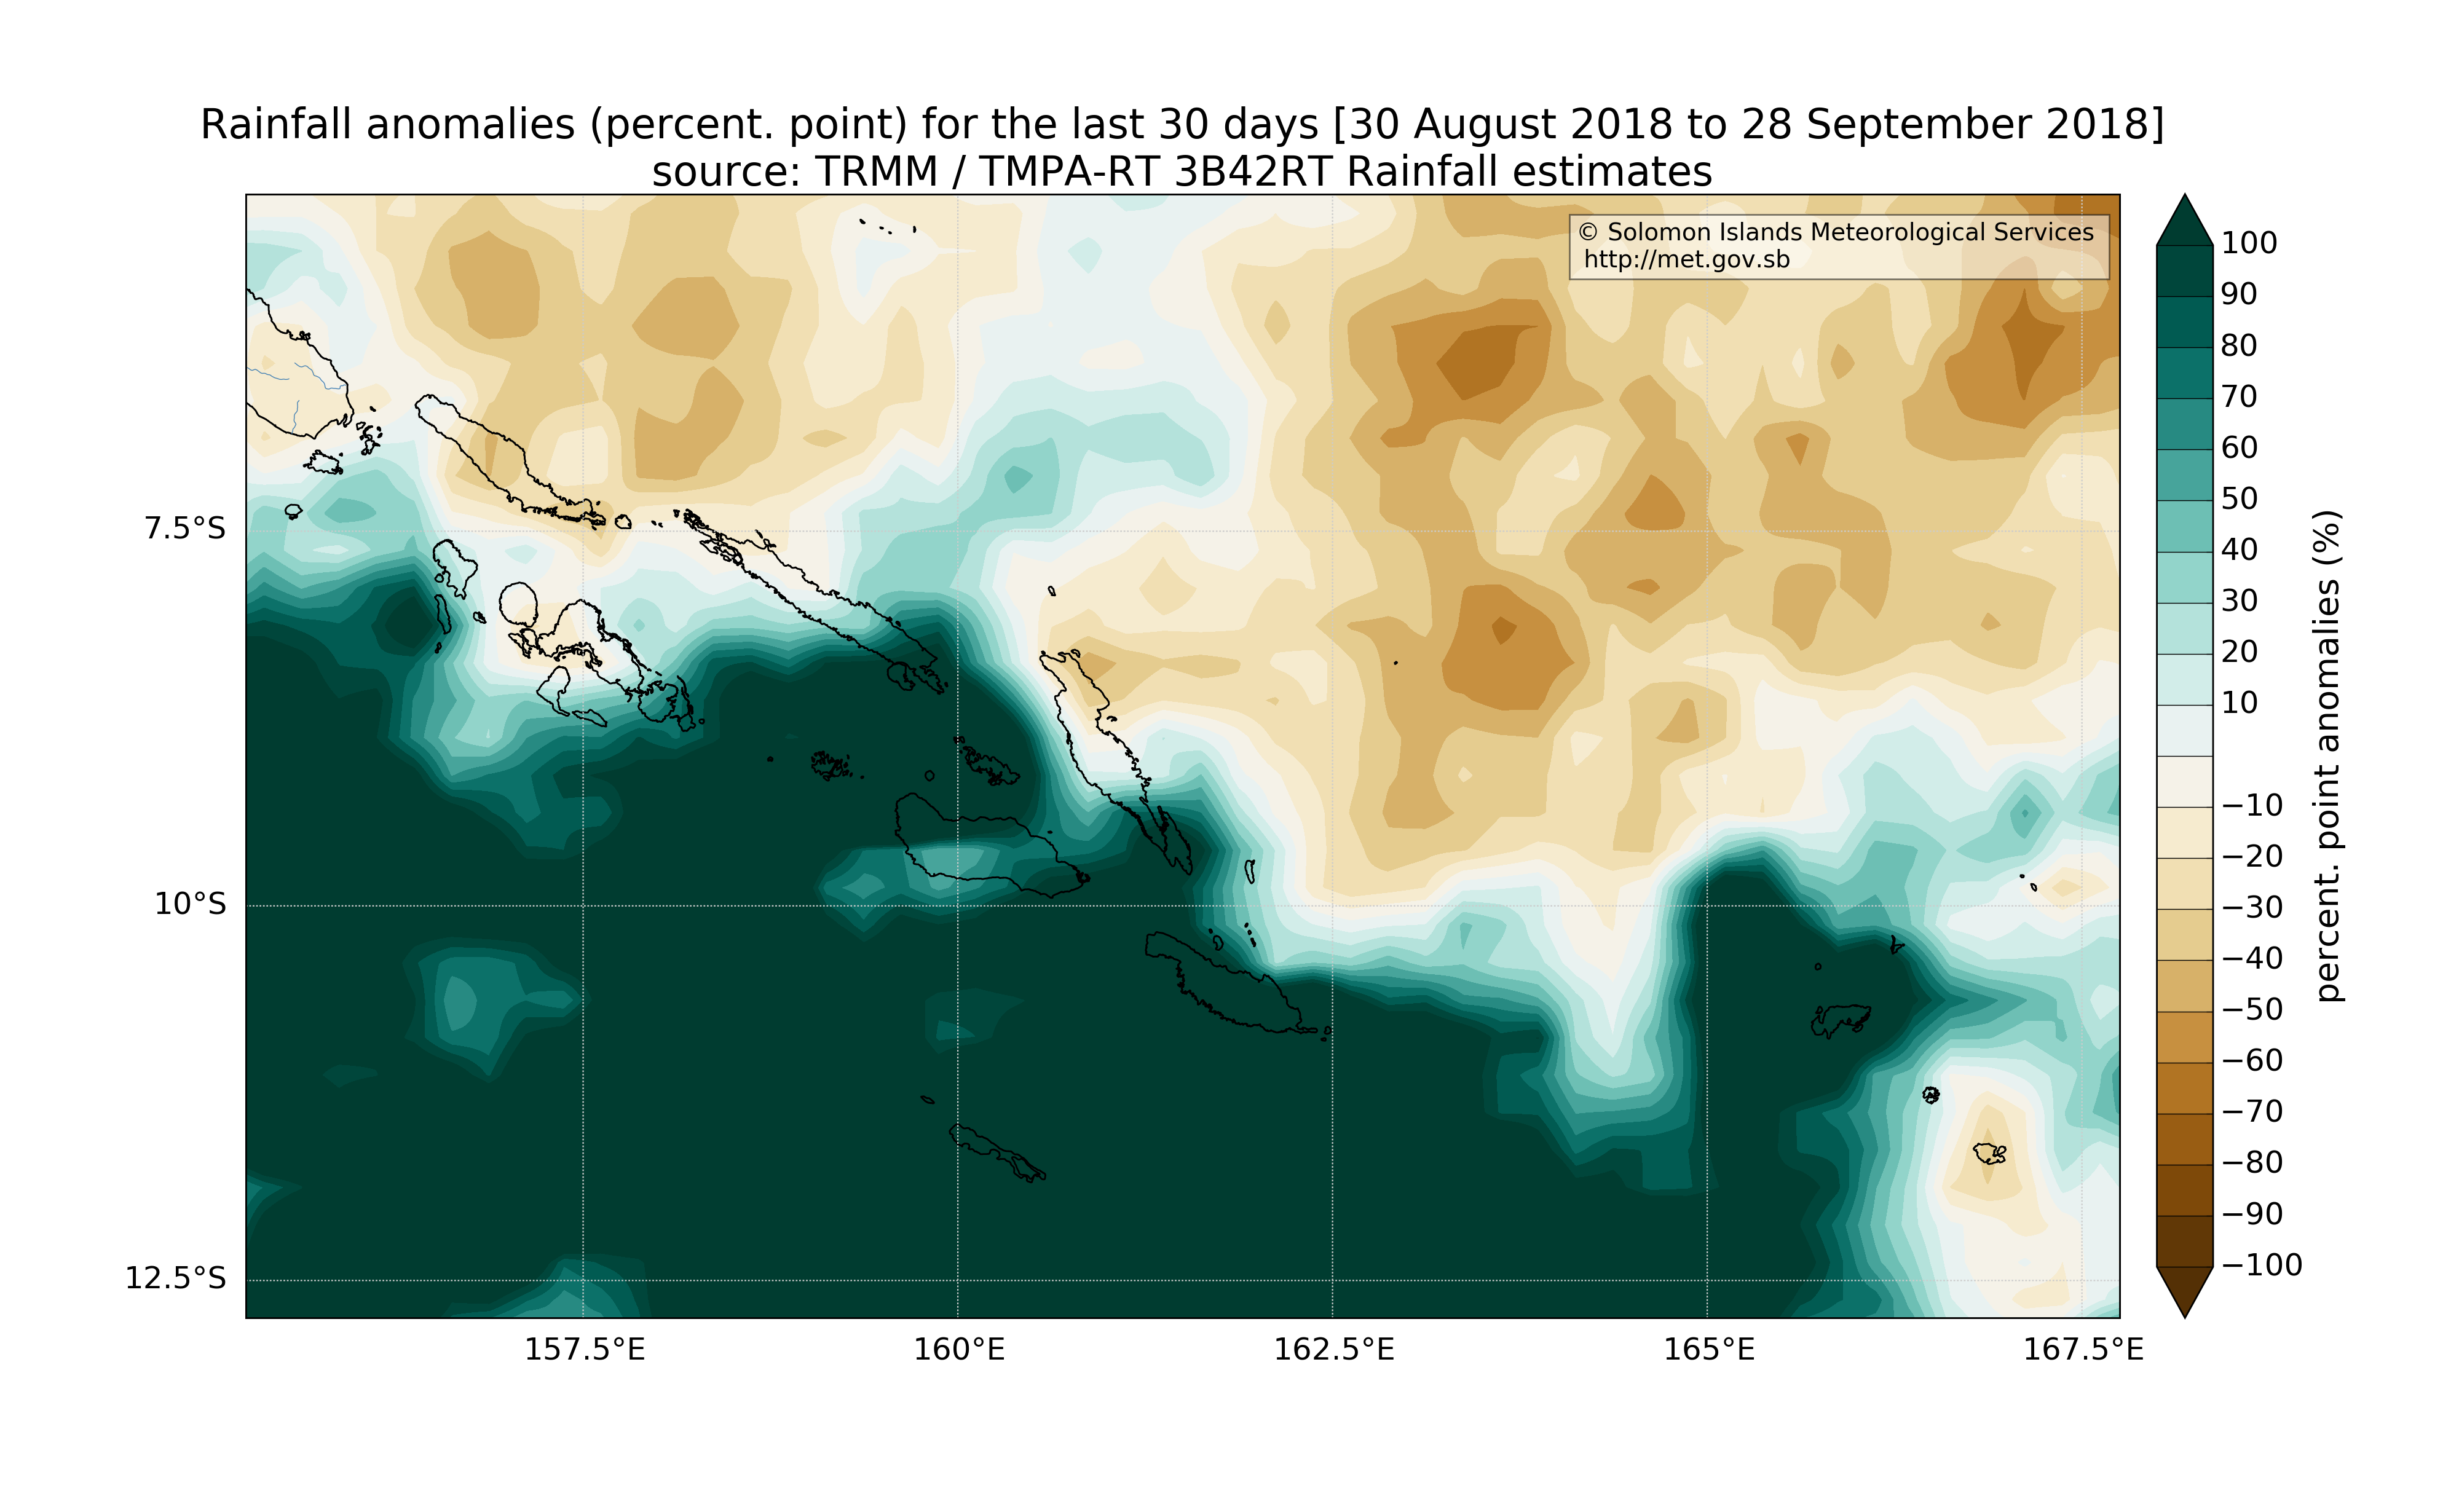 Rainfall anomalies (percent. point) for the last 30 days [30 August 2018 to 28 September 2018]
source: TRMM / TMPA-RT 3B42RT Rainfall estimates
© Solomon Islands Meteorological Services
http://met.gov.sb
7.5°S
10°S
12.5°S
157.5°E
160°E
162.5°E
165°E
167.5°E
100
90
80
70
60
50
40
30
20
10
−10
−20
−30
−40
−50
−60
−70
−80
−90
−100
percent. point anomalies (%)